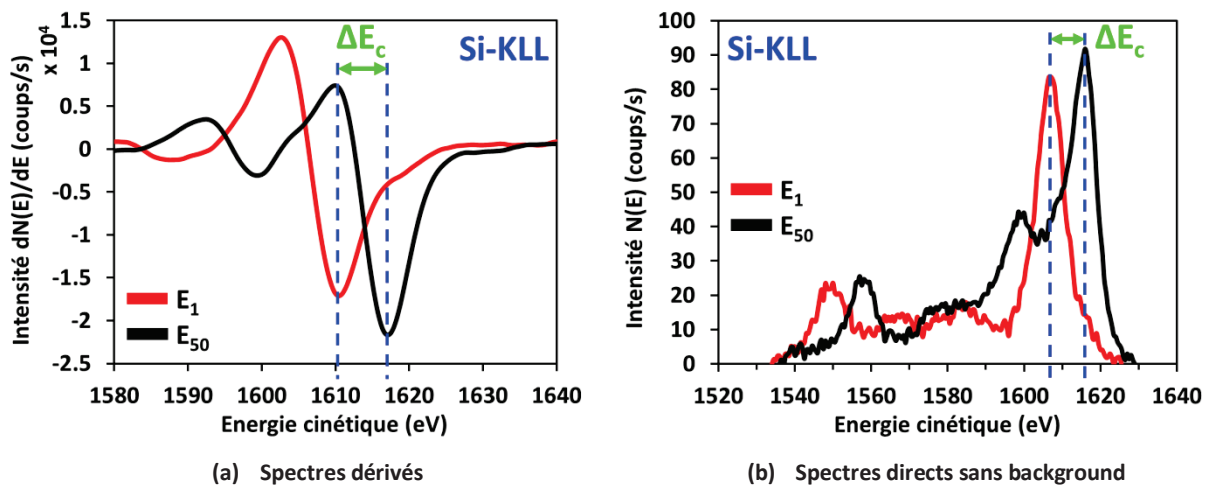 ΔEc
Si-KLL
Intensité dN(E)/dE (coups/s)
x 10⁴
1.5
1
0.5
0
-0.5
-1
-1.5
-2
-2.5
E₁
E₅₀
1580 1590 1600 1610 1620 1630 1640
Energie cinétique (eV)
(a) Spectres dérivés
Si-KLL
ΔEc
Intensité N(E) (coups/s)
100
90
80
70
60
50
40
30
20
10
0
E₁
E₅₀
1520 1540 1560 1580 1600 1620 1640
Energie cinétique (eV)
(b) Spectres directs sans background